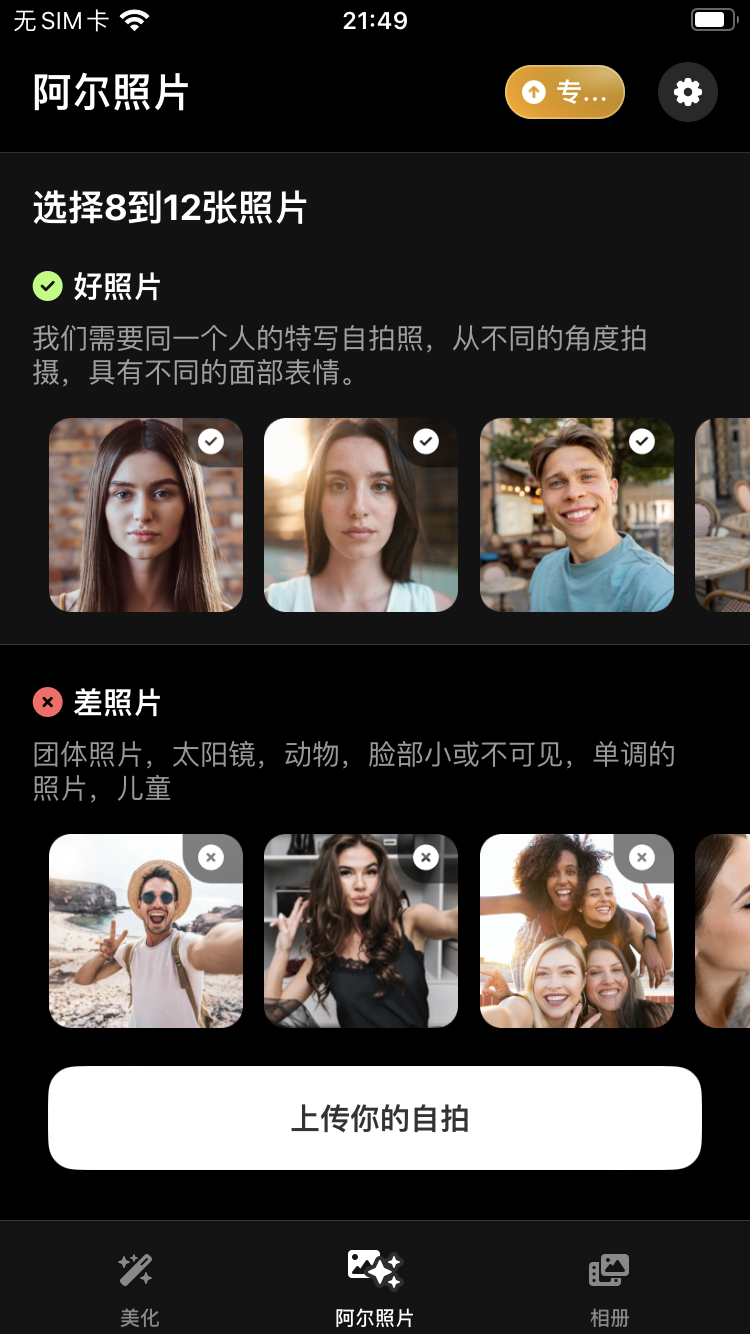 无SIM卡
21:49
阿尔照片
专...
选择8到12张照片
好照片
我们需要同一个人的特写自拍照，从不同的角度拍
摄，具有不同的面部表情。
差照片
团体照片，太阳镜，动物，脸部小或不可见，单调的
照片，儿童
上传你的自拍
美化
阿尔照片
相册